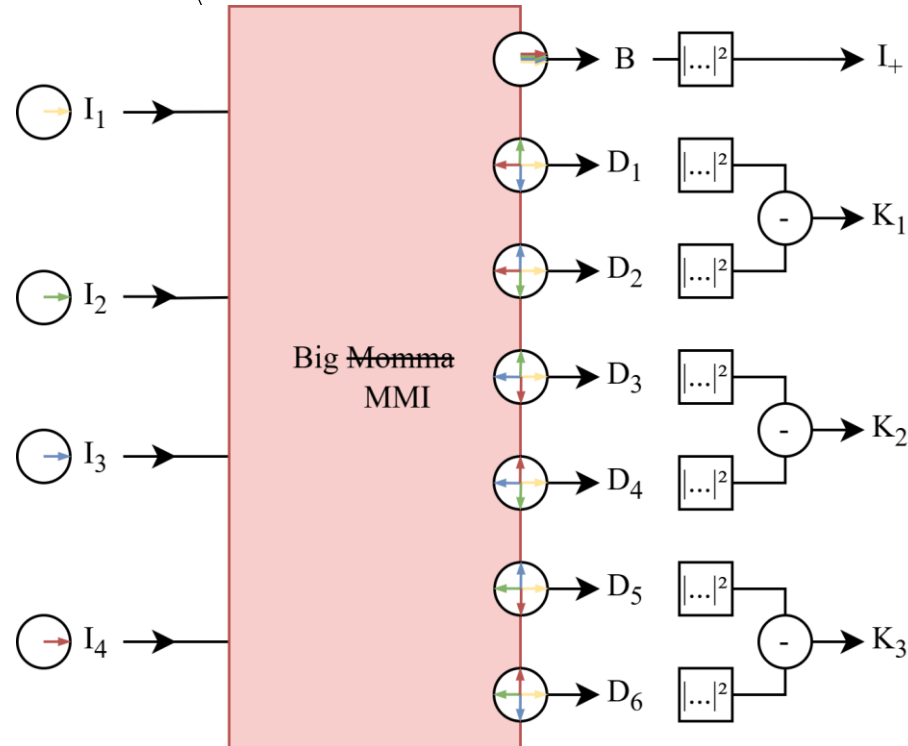 B
|...|²
I₊
I₁
D₁
|...|²
-
K₁
I₂
D₂
|...|²
Big Momma
MMI
D₃
|...|²
-
K₂
I₃
D₄
|...|²
D₅
|...|²
I₄
-
K₃
D₆
|...|²